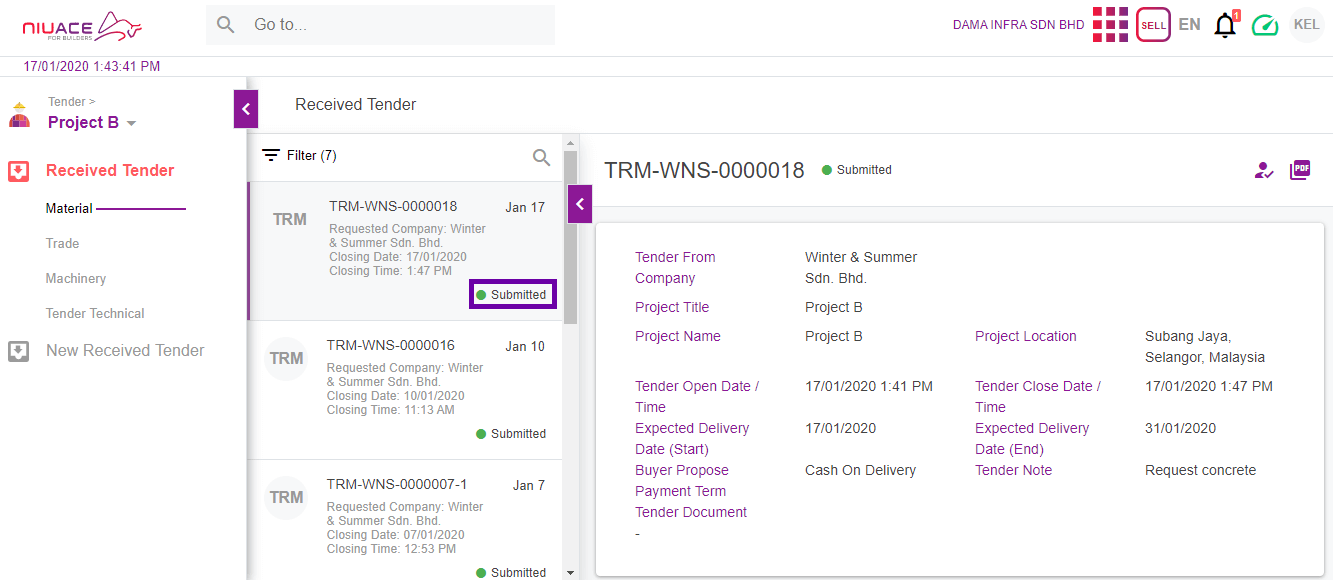 NIUACE
FOR BUILDERS
Go to...
DAMA INFRA SDN BHD
SELL
EN
1
KEL
17/01/2020 1:43:41 PM
Tender >
Project B
Received Tender
Material
Trade
Machinery
Tender Technical
New Received Tender
Received Tender
Filter (7)
TRM
TRM-WNS-0000018
Jan 17
Requested Company: Winter
& Summer Sdn. Bhd.
Closing Date: 17/01/2020
Closing Time: 1:47 PM
Submitted
TRM
TRM-WNS-0000016
Jan 10
Requested Company: Winter
& Summer Sdn. Bhd.
Closing Date: 10/01/2020
Closing Time: 11:13 AM
Submitted
TRM
TRM-WNS-0000007-1
Jan 7
Requested Company: Winter
& Summer Sdn. Bhd.
Closing Date: 07/01/2020
Closing Time: 12:53 PM
Submitted
TRM-WNS-0000018
Submitted
PDF
Tender From
Company
Winter & Summer
Sdn. Bhd.
Project Title
Project B
Project Name
Project B
Project Location
Subang Jaya,
Selangor, Malaysia
Tender Open Date /
Time
17/01/2020 1:41 PM
Tender Close Date /
Time
17/01/2020 1:47 PM
Expected Delivery
Date (Start)
17/01/2020
Expected Delivery
Date (End)
31/01/2020
Buyer Propose
Payment Term
Cash On Delivery
Tender Note
Request concrete
Tender Document
-